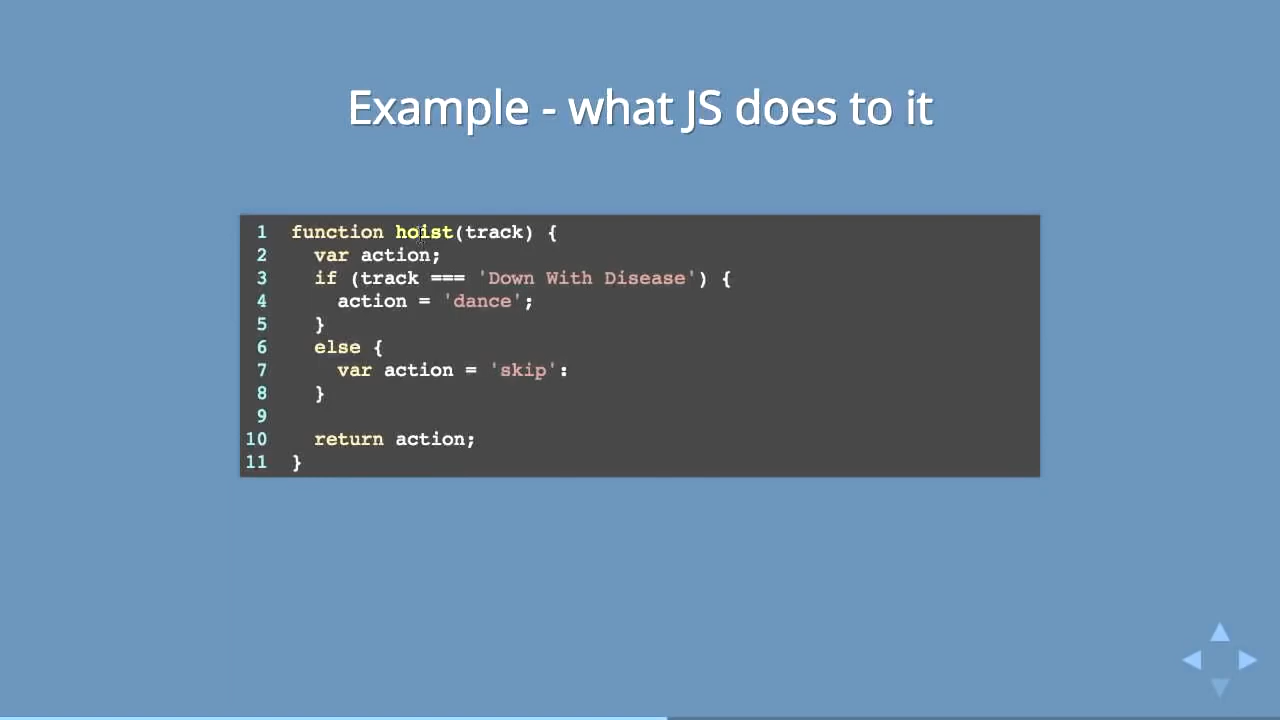 Example - what JS does to it
1 function hoist(track) {
2   var action;
3   if (track === 'Down With Disease') {
4     action = 'dance';
5   }
6   else {
7     var action = 'skip':
8   }
9
10   return action;
11 }